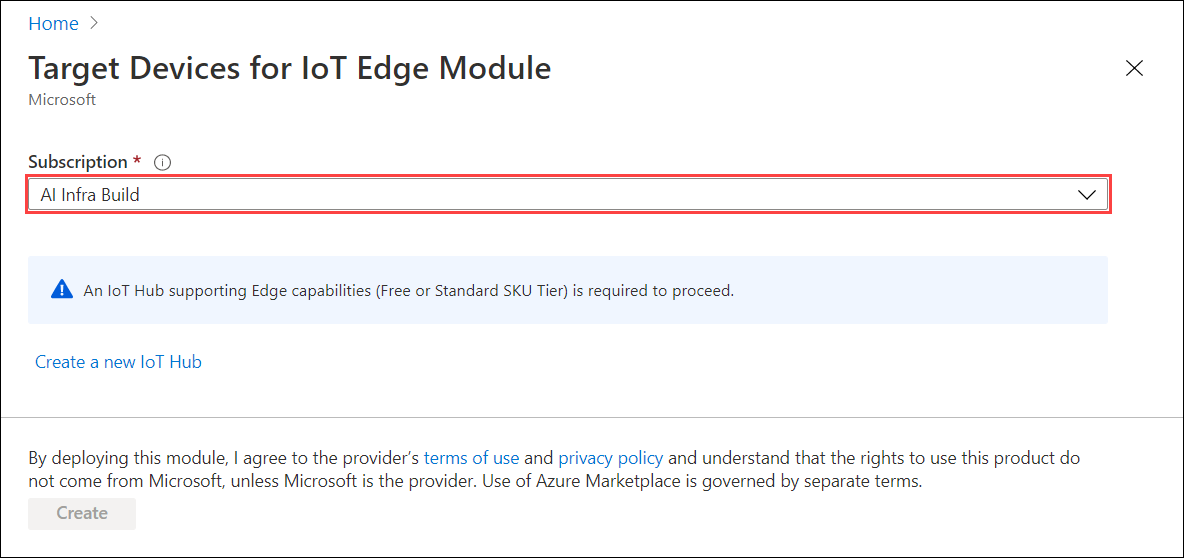 Home
Target Devices for IoT Edge Module
Microsoft
Subscription *
AI Infra Build
An IoT Hub supporting Edge capabilities (Free or Standard SKU Tier) is required to proceed.
Create a new IoT Hub
By deploying this module, I agree to the provider’s terms of use and privacy policy and understand that the rights to use this product do
not come from Microsoft, unless Microsoft is the provider. Use of Azure Marketplace is governed by separate terms.
Create